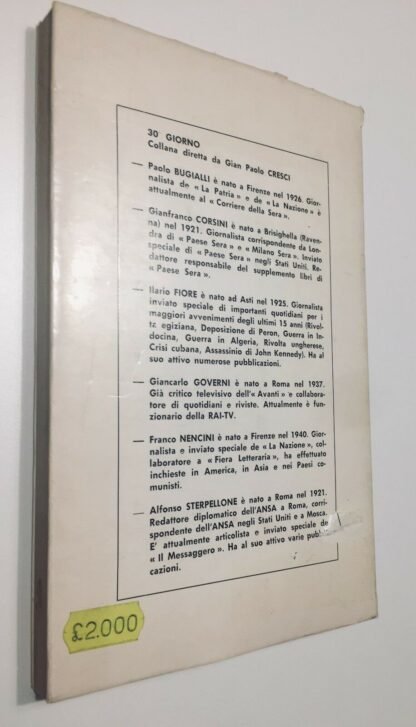 30° GIORNO
Collana diretta da Gian Paolo CRESCI
— Paolo BUGIALLI è nato a Firenze nel 1926. Gior-
nalista de « La Patria » e de « La Nazione » è
attualmente al « Corriere della Sera ».
— Gianfranco CORSINI è nato a Brisighella (Raven-
na) nel 1921. Giornalista corrispondente da Lon-
dra di « Paese Sera » e « Milano Sera ». Inviato
speciale di « Paese Sera » negli Stati Uniti. Re-
dattore responsabile del supplemento libri di
« Paese Sera ».
— Ilario FIORE è nato ad Asti nel 1925. Giornalista
inviato speciale di importanti quotidiani per i
maggiori avvenimenti degli ultimi 15 anni (Rivol-
ta egiziana, Deposizione di Peron, Guerra in In-
docina, Guerra in Algeria, Rivolta ungherese,
Crisi cubana, Assassinio di John Kennedy). Ha al
suo attivo numerose pubblicazioni.
— Giancarlo GOVERNI è nato a Roma nel 1937.
Già critico televisivo dell'« Avanti » e collabora-
tore di quotidiani e riviste. Attualmente è fun-
zionario della RAI-TV.
— Franco NENCINI è nato a Firenze nel 1940. Gior-
nalista e inviato speciale de « La Nazione », col-
laboratore a « Fiera Letteraria », ha effettuato
inchieste in America, in Asia e nei Paesi co-
munisti.
— Alfonso STERPELLONE è nato a Roma nel 1921.
Redattore diplomatico dell'ANSA a Roma, corri-
spondente dell'ANSA negli Stati Uniti e a Mosca.
E' attualmente articolista e inviato speciale de
« Il Messaggero ». Ha al suo attivo varie pubbli-
cazioni.
£2.000